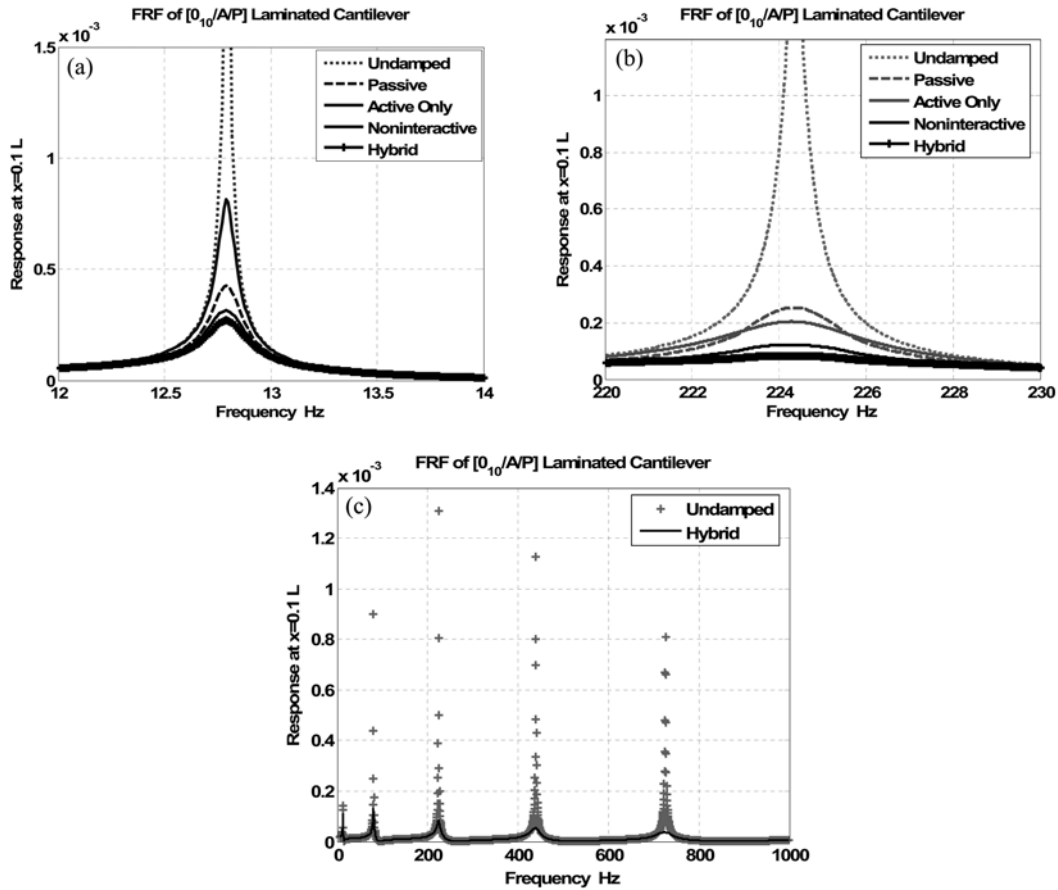 FRF of [0₁₀/A/P] Laminated Cantilever
x 10⁻³
(a)
Undamped
Passive
Active Only
Noninteractive
Hybrid
Response at x=0.1 L
1.5
1
0.5
0
12
12.5
13
13.5
14
Frequency Hz
FRF of [0₁₀/A/P] Laminated Cantilever
x 10⁻³
(b)
Undamped
Passive
Active Only
Noninteractive
Hybrid
Response at x=0.1 L
1
0.8
0.6
0.4
0.2
0
220
222
224
226
228
230
Frequency Hz
FRF of [0₁₀/A/P] Laminated Cantilever
x 10⁻³
(c)
Undamped
Hybrid
Response at x=0.1 L
1.4
1.2
1
0.8
0.6
0.4
0.2
0
0
200
400
600
800
1000
Frequency Hz